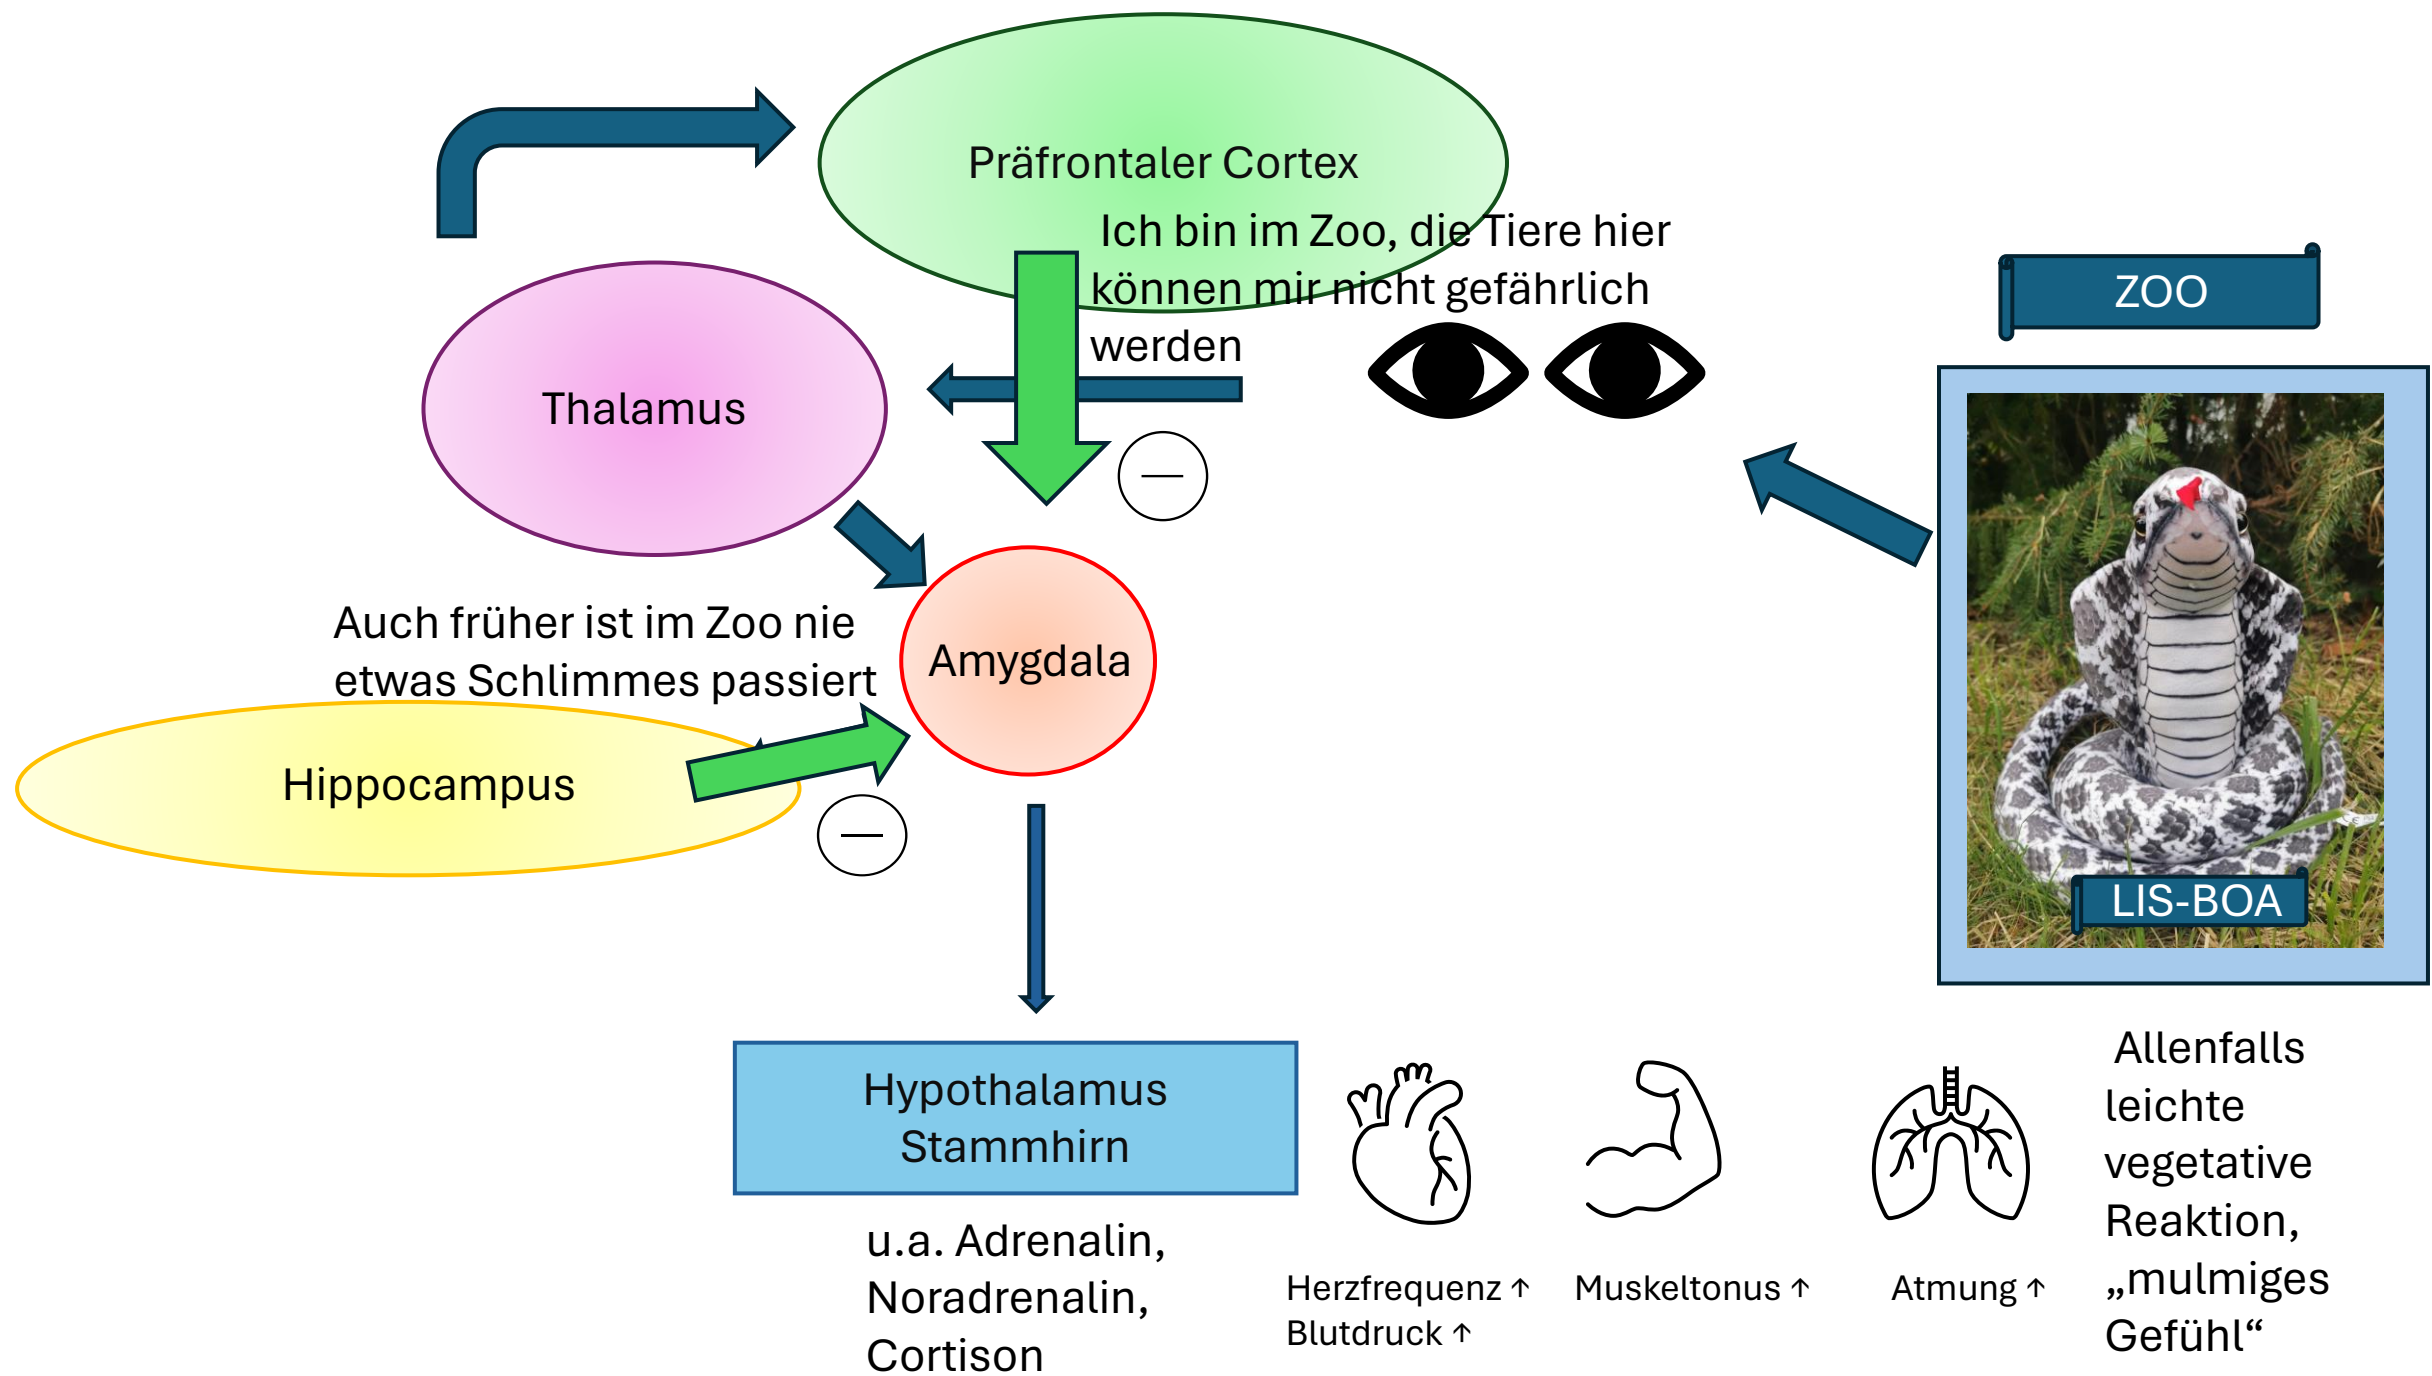 Präfrontaler Cortex
Ich bin im Zoo, die Tiere hier
können mir nicht gefährlich
werden
ZOO
Thalamus
Auch früher ist im Zoo nie
etwas Schlimmes passiert
Amygdala
Hippocampus
LIS-BOA
Hypothalamus
Stammhirn
u.a. Adrenalin,
Noradrenalin,
Cortison
Herzfrequenz ↑
Blutdruck ↑
Muskeltonus ↑
Atmung ↑
Allenfalls
leichte
vegetative
Reaktion,
„mulmiges
Gefühl“